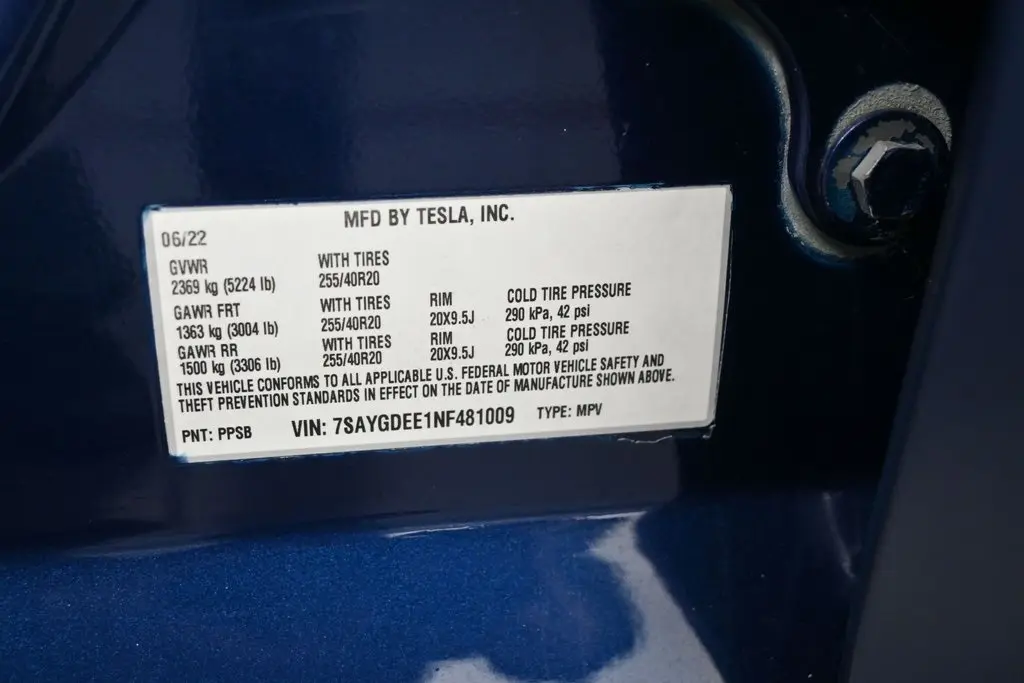 MFD BY TESLA, INC.
06/22
GVWR WITH TIRES
2369 kg (5224 lb) 255/40R20
GAWR FRT WITH TIRES RIM COLD TIRE PRESSURE
1363 kg (3004 lb) 255/40R20 20X9.5J 290 kPa, 42 psi
GAWR RR WITH TIRES RIM COLD TIRE PRESSURE
1500 kg (3306 lb) 255/40R20 20X9.5J 290 kPa, 42 psi
THIS VEHICLE CONFORMS TO ALL APPLICABLE U.S. FEDERAL MOTOR VEHICLE SAFETY AND
THEFT PREVENTION STANDARDS IN EFFECT ON THE DATE OF MANUFACTURE SHOWN ABOVE.
PNT: PPSB VIN: 7SAYGDEE1NF481009 TYPE: MPV